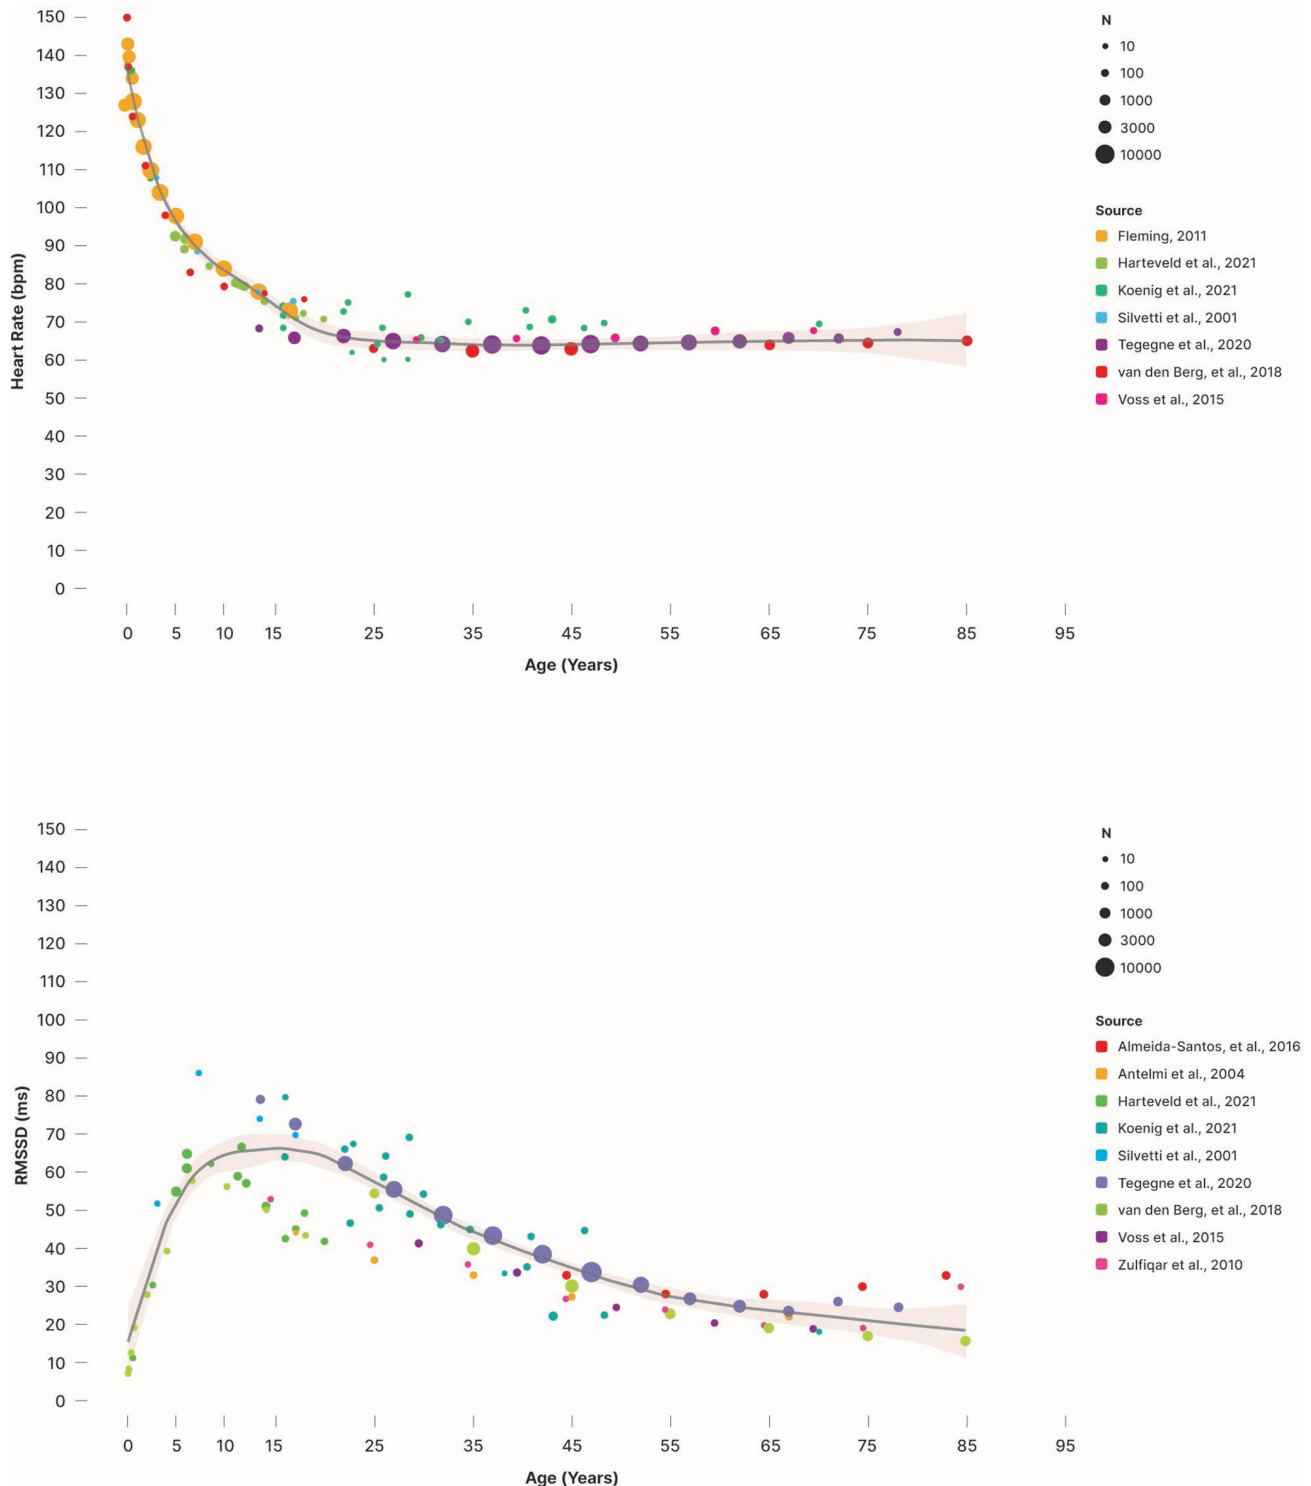 150
140
130
120
110
100
90
80
70
60
50
40
30
20
10
0
Heart Rate (bpm)
0 5 10 15 25 35 45 55 65 75 85 95
Age (Years)
N
10
100
1000
3000
10000
Source
Fleming, 2011
Harteveld et al., 2021
Koenig et al., 2021
Silvetti et al., 2001
Tegegne et al., 2020
van den Berg, et al., 2018
Voss et al., 2015
150
140
130
120
110
100
90
80
70
60
50
40
30
20
10
0
RMSSD (ms)
0 5 10 15 25 35 45 55 65 75 85 95
Age (Years)
N
10
100
1000
3000
10000
Source
Almeida-Santos, et al., 2016
Antelmi et al., 2004
Harteveld et al., 2021
Koenig et al., 2021
Silvetti et al., 2001
Tegegne et al., 2020
van den Berg, et al., 2018
Voss et al., 2015
Zulfiqar et al., 2010